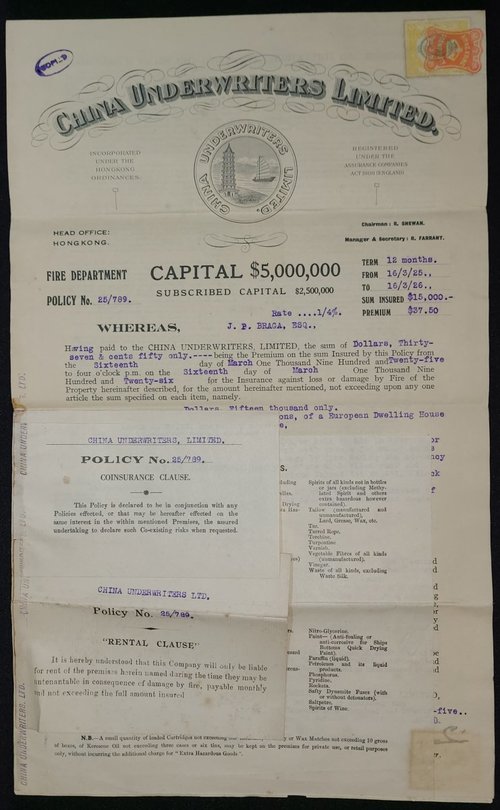 CHINA UNDERWRITERS LIMITED.
INCORPORATED
UNDER THE
HONGKONG
ORDINANCES.
CHINA UNDERWRITERS LIMITED.
REGISTERED
UNDER THE
ASSURANCE COMPANIES
HEAD OFFICE:
HONGKONG.
Chairman: R. SHEWAN.
Manager & Secretary: R. FARRANT.
FIRE DEPARTMENT
POLICY No. 25/789.
CAPITAL $5,000,000
SUBSCRIBED CAPITAL $2,500,000
Rate ....1/4%.
TERM 12 months.
FROM 16/3/25.,
TO 16/3/26.,
SUM INSURED $15,000.-
PREMIUM $37.50
WHEREAS, J. P. BRAGA, ESQ.,
Having paid to the CHINA UNDERWRITERS, LIMITED, the sum of Dollars, Thirty-
seven & cents fifty only.---- being the Premium on the sum Insured by this Policy from
the Sixteenth day of March One Thousand Nine Hundred and Twenty-five
to four o'clock p.m. on the Sixteenth day of March One Thousand Nine
Hundred and Twenty-six for the Insurance against loss or damage by Fire of the
Property hereinafter described, for the amount hereinafter mentioned, not exceeding upon any one
article the sum specified on each item, namely.
Dollars, Fifteen thousand only.
ons, of a European Dwelling House
CHINA UNDERWRITERS, LIMITED.
POLICY No. 25/789.
COINSURANCE CLAUSE.
This Policy is declared to be in conjunction with any
Policies effected, or that may be hereafter effected on the
same interest in the within mentioned Premises, the assured
undertaking to declare such Co-existing risks when requested.
Spirits of all kinds not in bottles
or jars (excluding Methy-
lated Spirit and others
extra hazardous however
contained).
Tallow (manufactured and
unmanufactured),
Lard, Grease, Wax, etc.
Tar.
Tarred Rope.
Turpentine
Varnish.
Vegetable Fibres of all kinds
(unmanufactured).
Vinegar.
Waste of all kinds, excluding
Waste Silk.
CHINA UNDERWRITERS LTD.
Policy No. 25/789.
"RENTAL CLAUSE"
It is hereby understood that this Company will only be liable
for rent of the premises herein named during the time they may be
untenantable in consequence of damage by fire, payable monthly
and not exceeding the full amount insured
Nitro-Glycerine.
Paint— (Anti-fouling or
anti-corrosive for Ships
Bottoms Quick Drying
Paint).
Paraffin (liquid).
Petroleum and its liquid
products.
Phosphorus.
Pyridine.
Rockets.
Safty Dynamite Fuses (with
or without detonators).
Saltpetre.
Spirits of Wine.
-five..
N.B.—A small quantity of loaded Cartridges not exceeding
or Wax Matches not exceeding 10 gross
of boxes, of Kerosene Oil not exceeding three cases or six tins, may be kept on the premises for private use, or retail purposes
only, without incurring the additional charge for "Extra Hazardous Goods".
CHINA UNDERWRITERS, LTD.